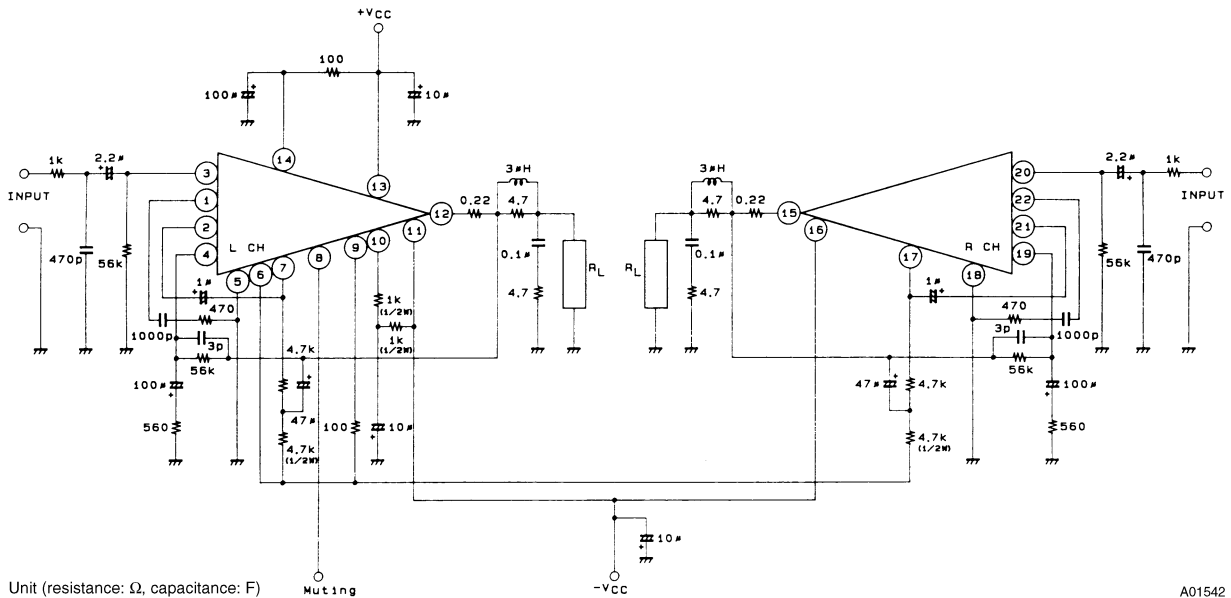 +VCC
100
100µ +
+ 10µ
14
13
1k
2.2µ
+
3
INPUT
1
2
4
470p
56k
L CH
5
6
7
8
9
10
11
12
0.22
3µH
4.7
0.1µ
4.7
RL
1µ
+
470
1000p
3p
56k
100µ
+
560
4.7k
+
47µ
4.7k
(1/2W)
100
1k
(1/2W)
1k
(1/2W)
10µ
+
3µH
4.7
0.22
15
RL
0.1µ
4.7
16
17
18
R CH
20
22
21
19
2.2µ
+
1k
INPUT
56k
470p
1µ
+
470
3p
1000p
56k
100µ
+
560
47µ
+
4.7k
4.7k
(1/2W)
10µ
+
Muting
-VCC
Unit (resistance: Ω, capacitance: F)
A01542